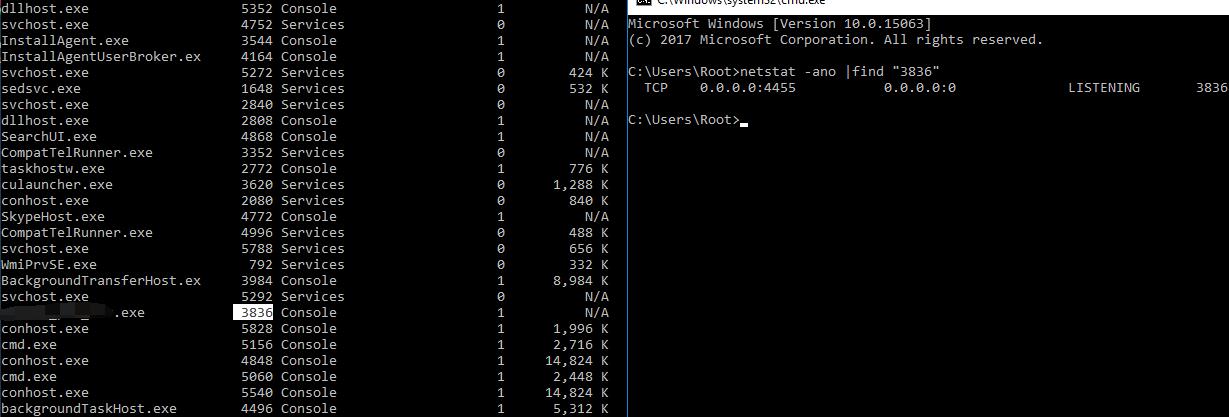 dllhost.exe 5352 Console 1 N/A
svchost.exe 4752 Services 0 N/A
InstallAgent.exe 3544 Console 1 N/A
InstallAgentUserBroker.ex 4164 Console 1 N/A
svchost.exe 5272 Services 0 424 K
sedsvc.exe 1648 Services 0 532 K
svchost.exe 2840 Services 0 N/A
dllhost.exe 2808 Console 1 N/A
SearchUI.exe 4868 Console 1 N/A
CompatTelRunner.exe 3352 Services 0 N/A
taskhostw.exe 2772 Console 1 776 K
culauncher.exe 3620 Services 0 1,288 K
conhost.exe 2080 Services 0 840 K
SkypeHost.exe 4772 Console 1 N/A
CompatTelRunner.exe 4996 Services 0 488 K
svchost.exe 5788 Services 0 656 K
WmiPrvSE.exe 792 Services 0 332 K
BackgroundTransferHost.ex 3984 Console 1 8,984 K
svchost.exe 5292 Services 0 N/A
.exe 3836 Console 1 N/A
conhost.exe 5828 Console 1 1,996 K
cmd.exe 5156 Console 1 2,716 K
conhost.exe 4848 Console 1 14,824 K
cmd.exe 5060 Console 1 2,448 K
conhost.exe 5540 Console 1 14,824 K
backgroundTaskHost.exe 4496 Console 1 5,312 K
C:\Windows\system32\cmd.exe
Microsoft Windows [Version 10.0.15063]
(c) 2017 Microsoft Corporation. All rights reserved.
C:\Users\Root>netstat -ano |find "3836"
TCP 0.0.0.0:4455 0.0.0.0:0 LISTENING 3836
C:\Users\Root>